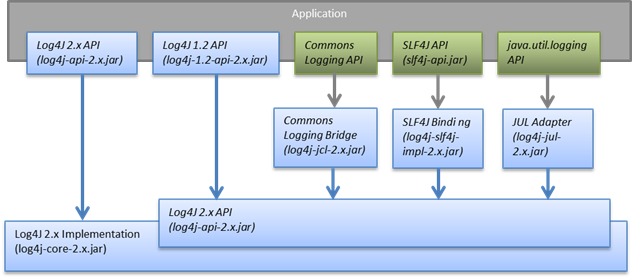 Application
Log4J 2.x API
(log4j-api-2.x.jar)
Log4J 1.2 API
(log4j-1.2-api-2.x.jar)
Commons
Logging API
SLF4J API
(slf4j-api.jar)
java.util.logging
API
Commons
Logging Bridge
(log4j-jcl-2.x.jar)
SLF4J Binding
(log4j-slf4j-
impl-2.x.jar)
JUL Adapter
(log4j-jul-
2.x.jar)
Log4J 2.x API
(log4j-api-2.x.jar)
Log4J 2.x Implementation
(log4j-core-2.x.jar)